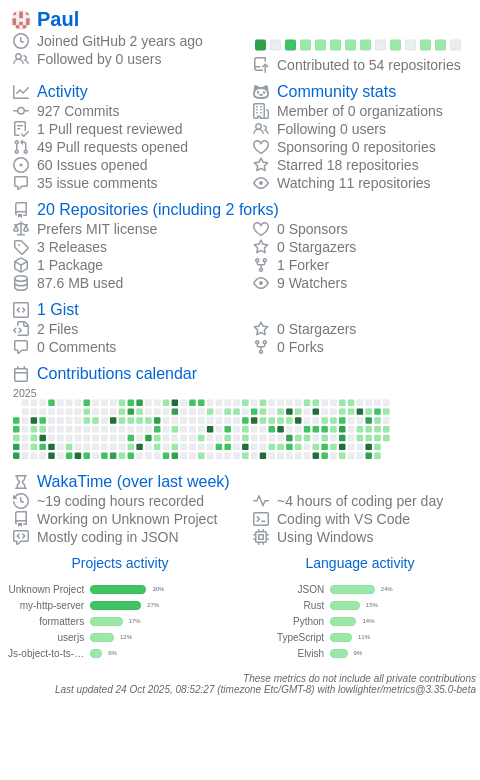 Paul
Joined GitHub 2 years ago
Followed by 0 users
Contributed to 54 repositories
Activity
927 Commits
1 Pull request reviewed
49 Pull requests opened
60 Issues opened
35 issue comments
Community stats
Member of 0 organizations
Following 0 users
Sponsoring 0 repositories
Starred 18 repositories
Watching 11 repositories
20 Repositories (including 2 forks)
Prefers MIT license
3 Releases
1 Package
87.6 MB used
0 Sponsors
0 Stargazers
1 Forker
9 Watchers
1 Gist
2 Files
0 Comments
0 Stargazers
0 Forks
Contributions calendar
2025
WakaTime (over last week)
~19 coding hours recorded
Working on Unknown Project
Mostly coding in JSON
~4 hours of coding per day
Coding with VS Code
Using Windows
Projects activity
Unknown Project 30%
my-http-server 27%
formatters 17%
userjs 12%
Js-object-to-ts-… 6%
Language activity
JSON 24%
Rust 15%
Python 14%
TypeScript 11%
Elvish 9%
These metrics do not include all private contributions
Last updated 24 Oct 2025, 08:52:27 (timezone Etc/GMT-8) with lowlighter/metrics@3.35.0-beta